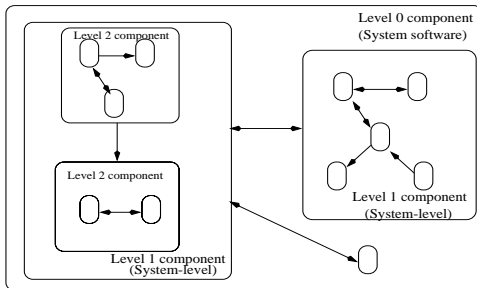 Level 0 component
(System software)
Level 2 component
Level 2 component
Level 1 component
(System-level)
Level 1 component
(System-level)